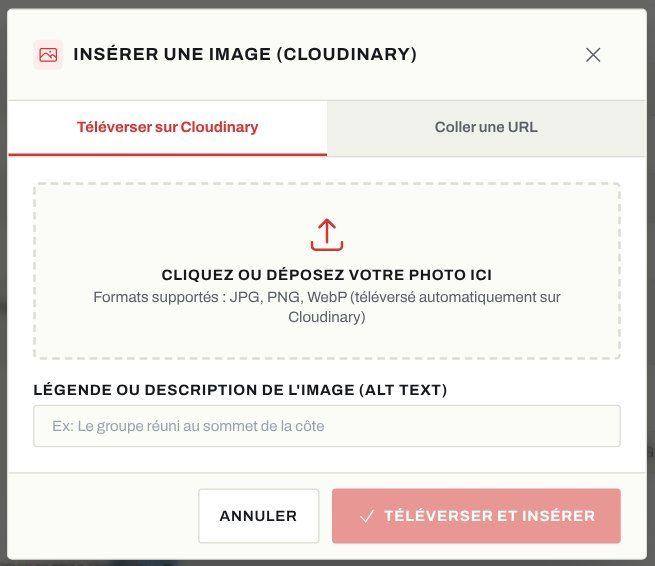 INSÉRER UNE IMAGE (CLOUDINARY)
Téléverser sur Cloudinary
Coller une URL
CLIQUEZ OU DÉPOSEZ VOTRE PHOTO ICI
Formats supportés : JPG, PNG, WebP (téléversé automatiquement sur
Cloudinary)
LÉGENDE OU DESCRIPTION DE L'IMAGE (ALT TEXT)
Ex: Le groupe réuni au sommet de la côte
ANNULER
TÉLÉVERSER ET INSÉRER